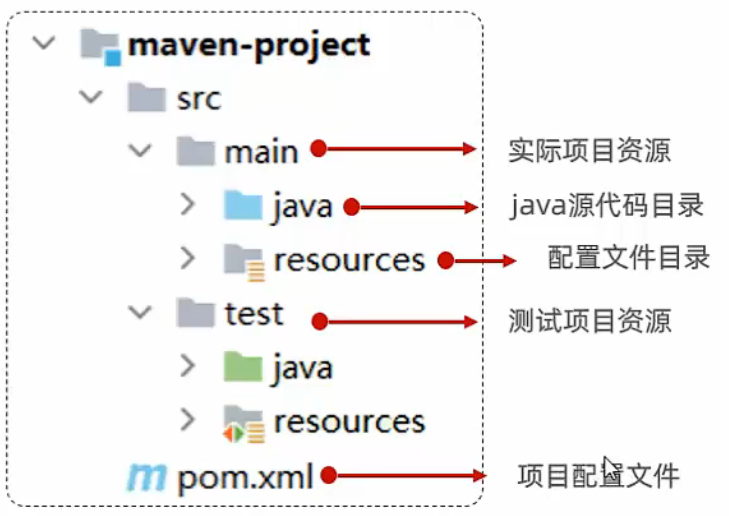 maven-project
src
main 实际项目资源
java java源代码目录
resources 配置文件目录
test 测试项目资源
java
resources
pom.xml 项目配置文件